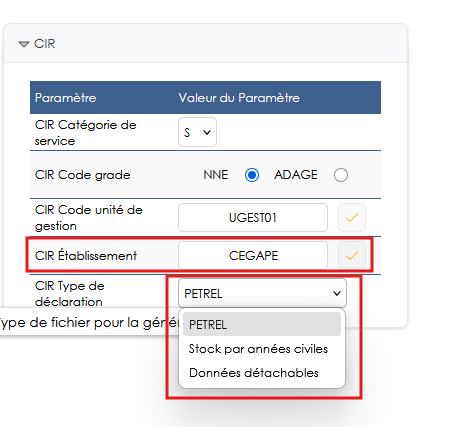 CIR
Paramètre Valeur du Paramètre
CIR Catégorie de
service
S
CIR Code grade NNE ADAGE
CIR Code unité de
gestion
UGEST01
CIR Établissement CEGAPE
CIR Type de
déclaration
PETREL
ype de fichier pour la géné
PETREL
Stock par années civiles
Données détachables